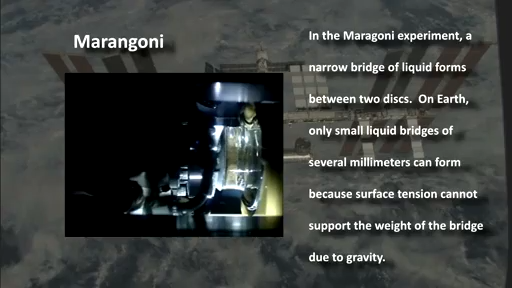 Marangoni
In the Maragoni experiment, a
narrow bridge of liquid forms
between two discs. On Earth,
only small liquid bridges of
several millimeters can form
because surface tension cannot
support the weight of the bridge
due to gravity.